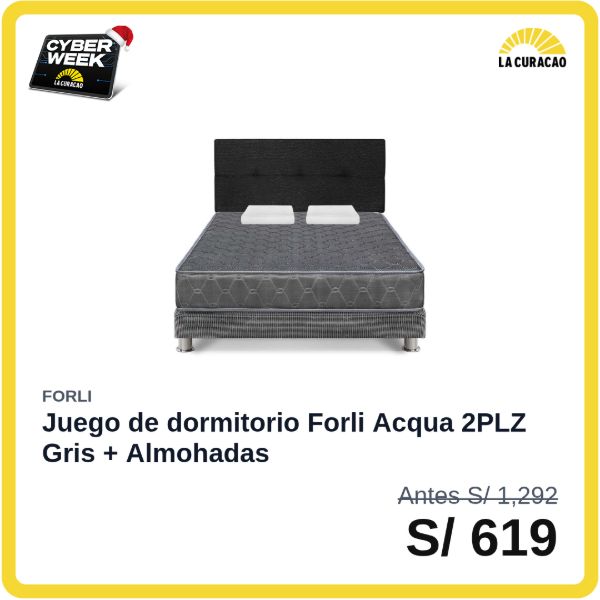 CYBER
WEEK
LA CURACAO
LA CURACAO
FORLI
Juego de dormitorio Forli Acqua 2PLZ
Gris + Almohadas
Antes S/ 1,292
S/ 619